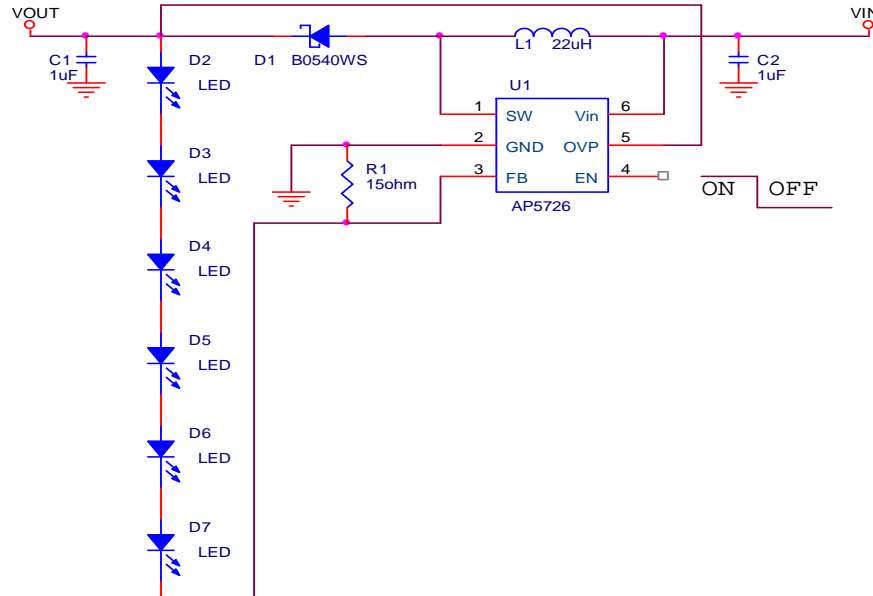 VOUT
VIN
C1
1uF
D2
LED
D1
B0540WS
L1
22uH
C2
1uF
U1
1
SW
Vin
6
2
GND
OVP
5
3
FB
EN
4
AP5726
R1
15ohm
ON
OFF
D3
LED
D4
LED
D5
LED
D6
LED
D7
LED